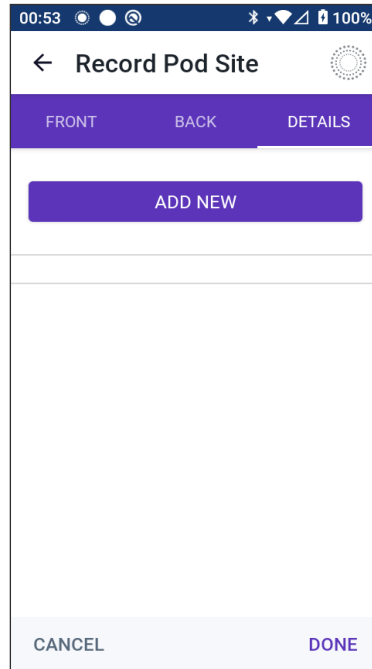 00:53 100%
Record Pod Site
FRONT BACK DETAILS
ADD NEW
CANCEL DONE